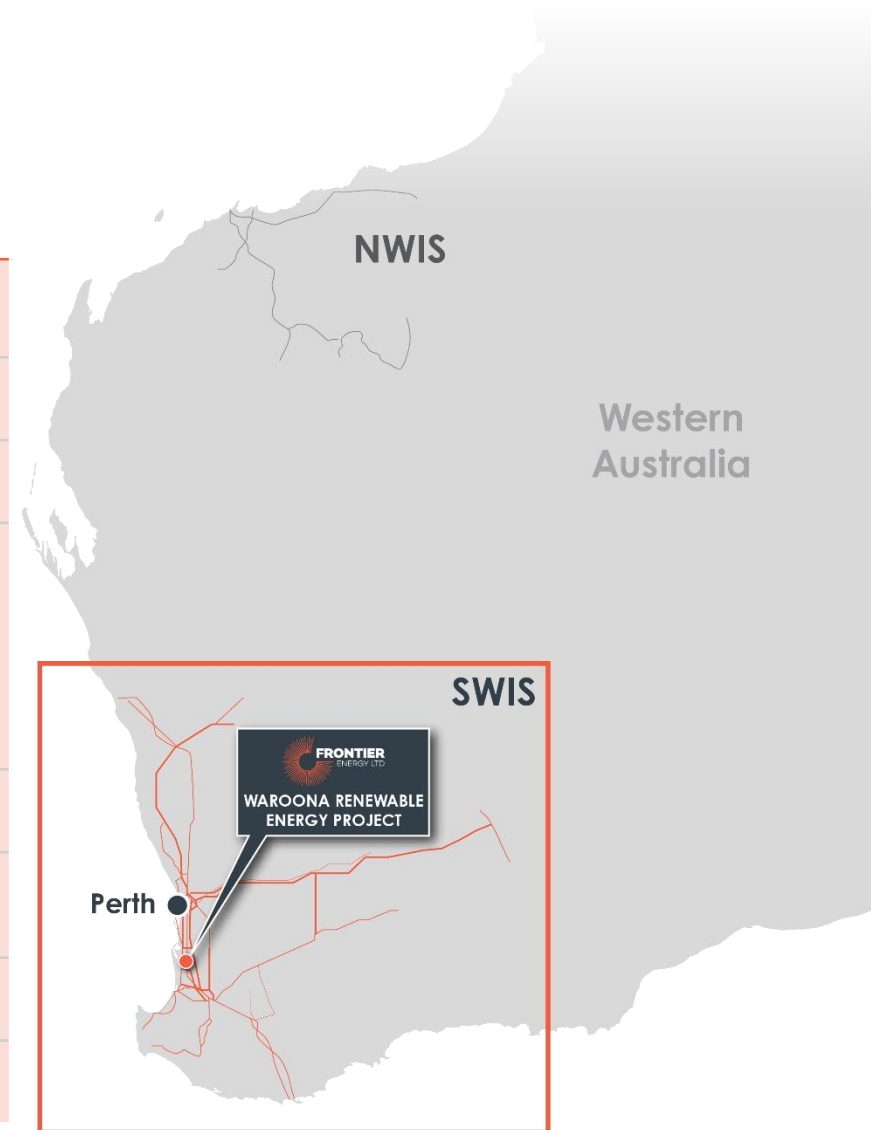 NWIS
Western
Australia
SWIS
FRONTIER
ENERGY LTD
WAROONA RENEWABLE
ENERGY PROJECT
Perth